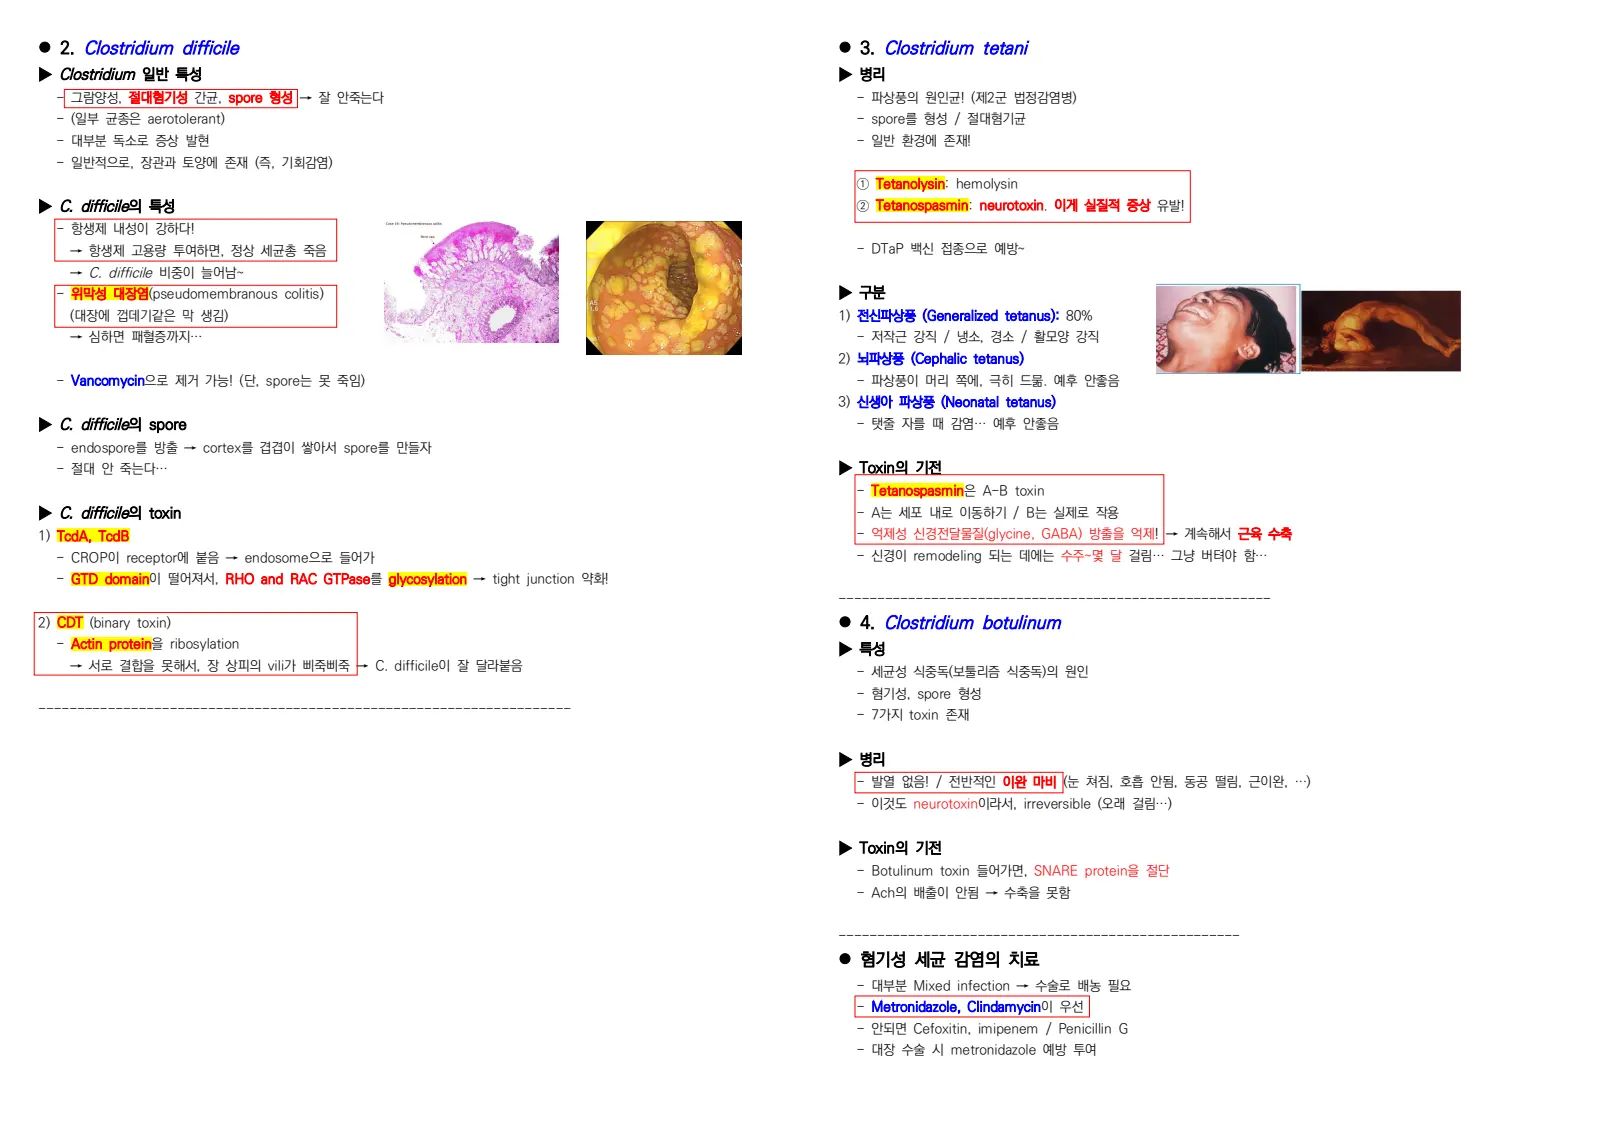 ● 2. Clostridium difficile
▶ Clostridium 일반 특성
- 그람양성, 절대혐기성 간균, spore 형성 → 잘 안죽는다
- (일부 균종은 aerotolerant)
- 대부분 독소로 증상 발현
- 일반적으로, 장관과 토양에 존재 (즉, 기회감염)
▶ C. difficile의 특성
- 항생제 내성이 강하다!
→ 항생제 고용량 투여하면, 정상 세균총 죽음
→ C. difficile 비중이 늘어남~
- 위막성 대장염(pseudomembranous colitis)
(대장에 껍데기같은 막 생김)
→ 심하면 패혈증까지…
- Vancomycin으로 제거 가능! (단, spore는 못 죽임)
▶ C. difficile의 spore
- endospore를 방출 → cortex를 겹겹이 쌓아서 spore를 만들자
- 절대 안 죽는다…
▶ C. difficile의 toxin
1) TcdA, TcdB
- CROP이 receptor에 붙음 → endosome으로 들어가
- GTD domain이 떨어져서, RHO and RAC GTPase를 glycosylation → tight junction 약화!
2) CDT (binary toxin)
- Actin protein을 ribosylation
→ 서로 결합을 못해서, 장 상피의 vili가 삐죽삐죽 → C. difficile이 잘 달라붙음
--------------------------------------------------------------------
● 3. Clostridium tetani
▶ 병리
- 파상풍의 원인균! (제2군 법정감염병)
- spore를 형성 / 절대혐기균
- 일반 환경에 존재!
① Tetanolysin: hemolysin
② Tetanospasmin: neurotoxin. 이게 실질적 증상 유발!
- DTaP 백신 접종으로 예방~
▶ 구분
1) 전신파상풍 (Generalized tetanus): 80%
- 저작근 강직 / 냉소, 경소 / 활모양 강직
2) 뇌파상풍 (Cephalic tetanus)
- 파상풍이 머리 쪽에, 극히 드묾. 예후 안좋음
3) 신생아 파상풍 (Neonatal tetanus)
- 탯줄 자를 때 감염… 예후 안좋음
▶ Toxin의 기전
- Tetanospasmin은 A-B toxin
- A는 세포 내로 이동하기 / B는 실제로 작용
- 억제성 신경전달물질(glycine, GABA) 방출을 억제! → 계속해서 근육 수축
- 신경이 remodeling 되는 데에는 수주~몇 달 걸림… 그냥 버텨야 함…
-------------------------------------------------------
● 4. Clostridium botulinum
▶ 특성
- 세균성 식중독(보툴리즘 식중독)의 원인
- 혐기성, spore 형성
- 7가지 toxin 존재
▶ 병리
- 발열 없음! / 전반적인 이완 마비 (눈 쳐짐, 호흡 안됨, 동공 떨림, 근이완, …)
- 이것도 neurotoxin이라서, irreversible (오래 걸림…)
▶ Toxin의 기전
- Botulinum toxin 들어가면, SNARE protein을 절단
- Ach의 배출이 안됨 → 수축을 못함
---------------------------------------------------
● 혐기성 세균 감염의 치료
- 대부분 Mixed infection → 수술로 배농 필요
- Metronidazole, Clindamycin이 우선
- 안되면 Cefoxitin, imipenem / Penicillin G
- 대장 수술 시 metronidazole 예방 투여